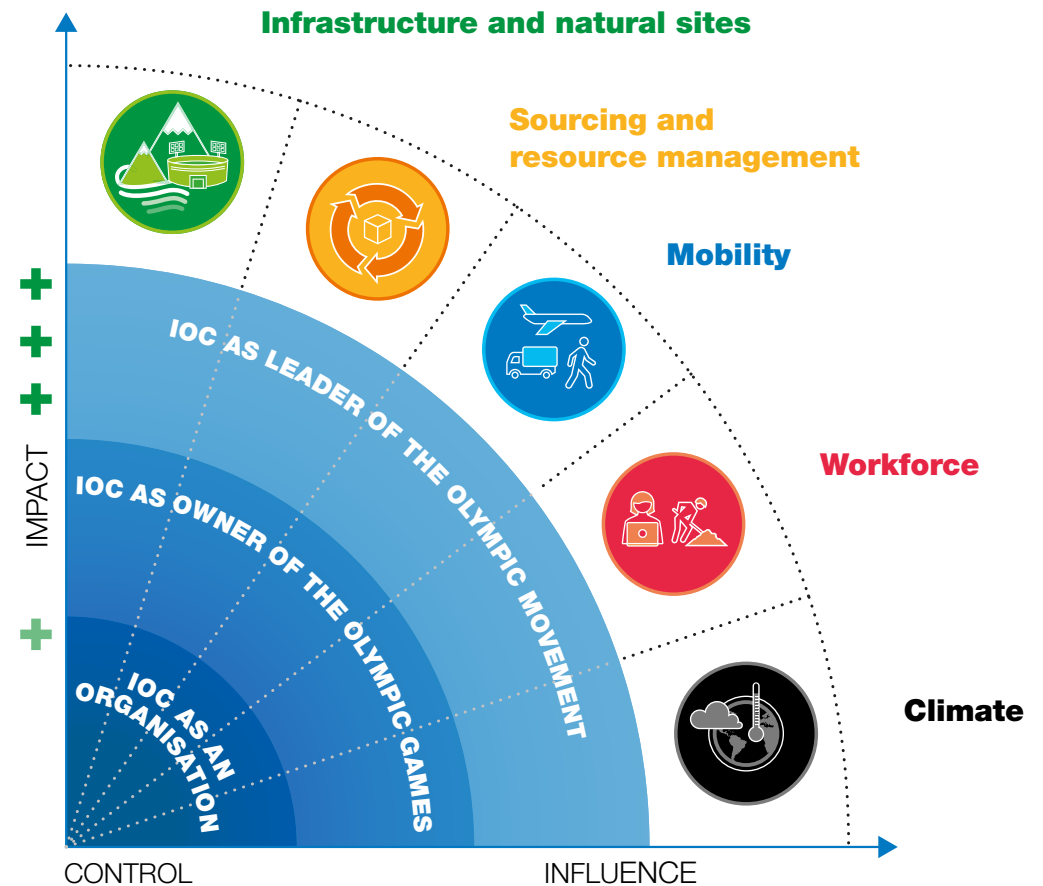 Infrastructure and natural sites
Sourcing and
resource management
Mobility
Workforce
Climate
IOC AS LEADER OF THE OLYMPIC MOVEMENT
IOC AS OWNER OF THE OLYMPIC GAMES
IOC AS AN
ORGANISATION
IMPACT
CONTROL
INFLUENCE